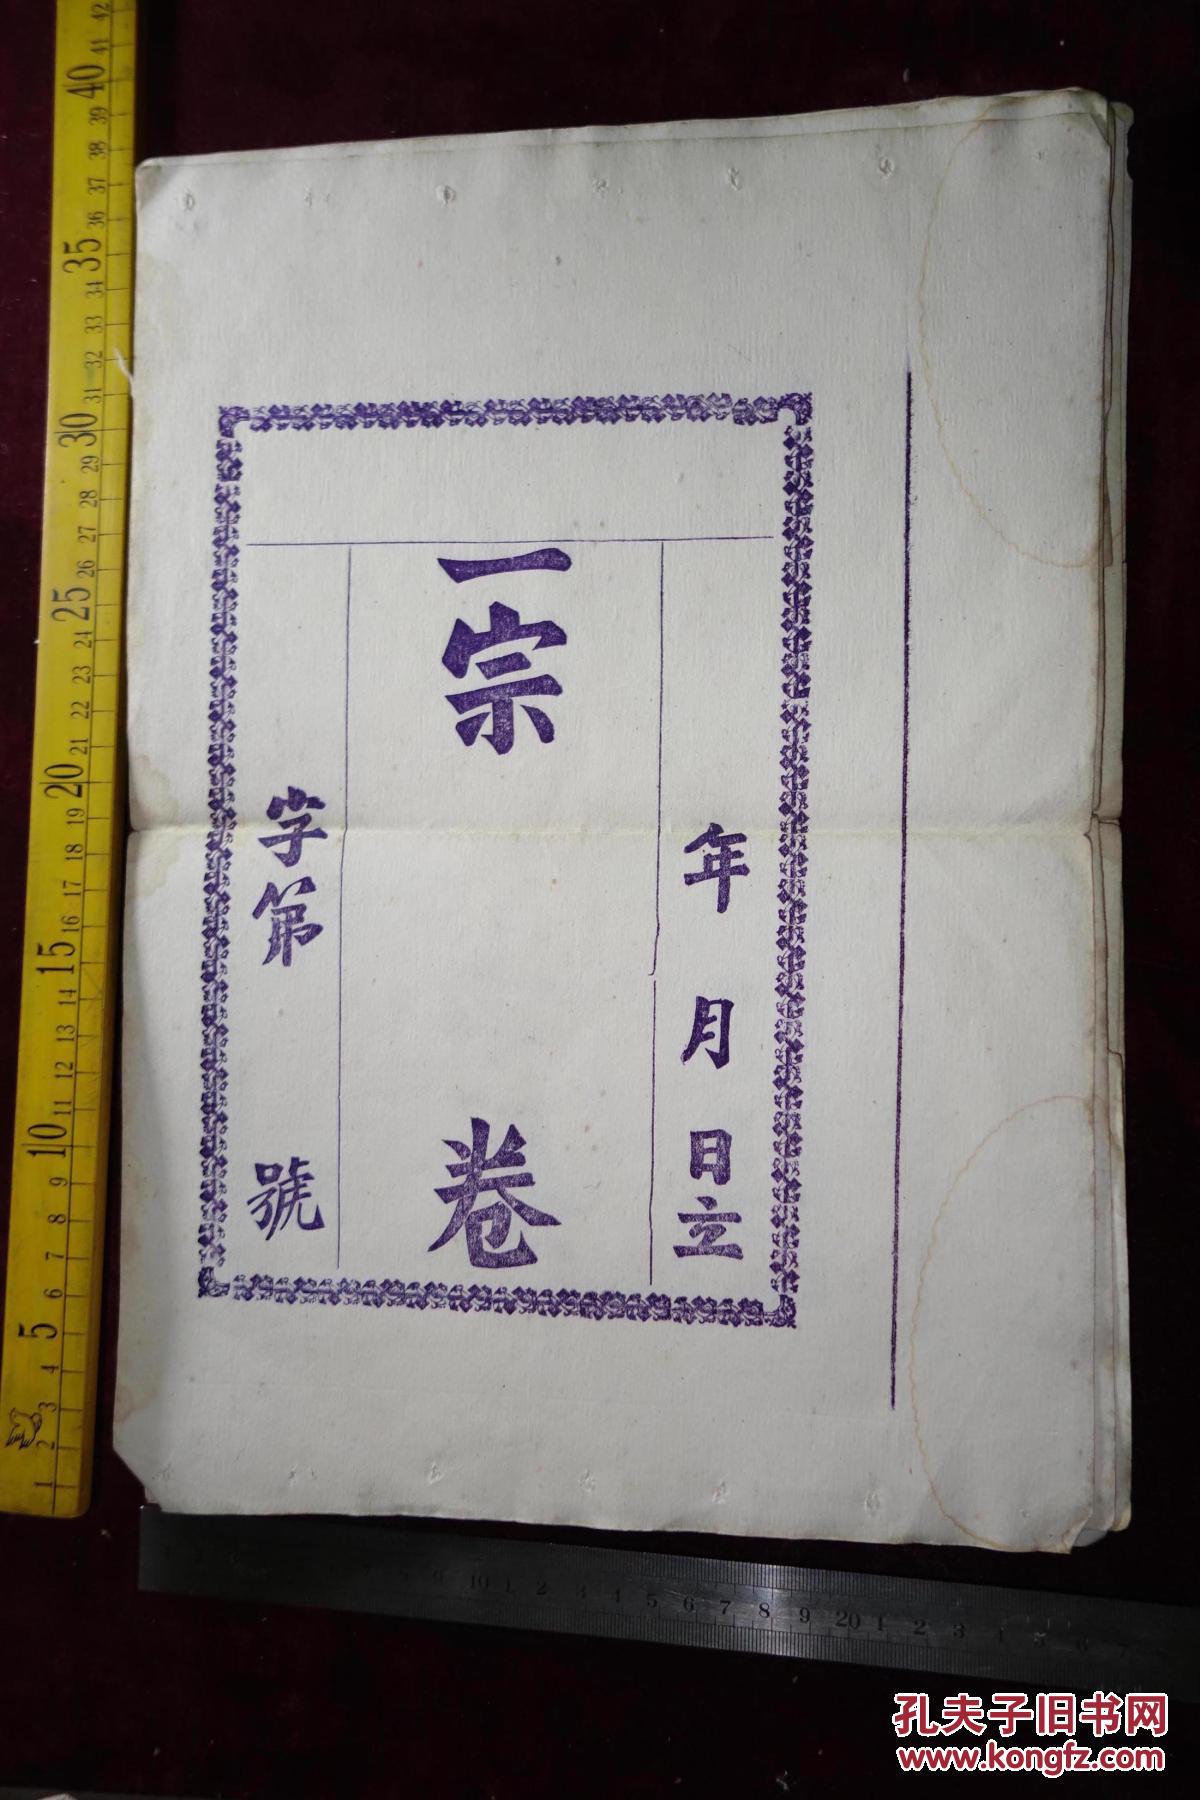 年 月 日立
一宗 卷
字第 號
孔夫子旧书网
www.kongfz.com